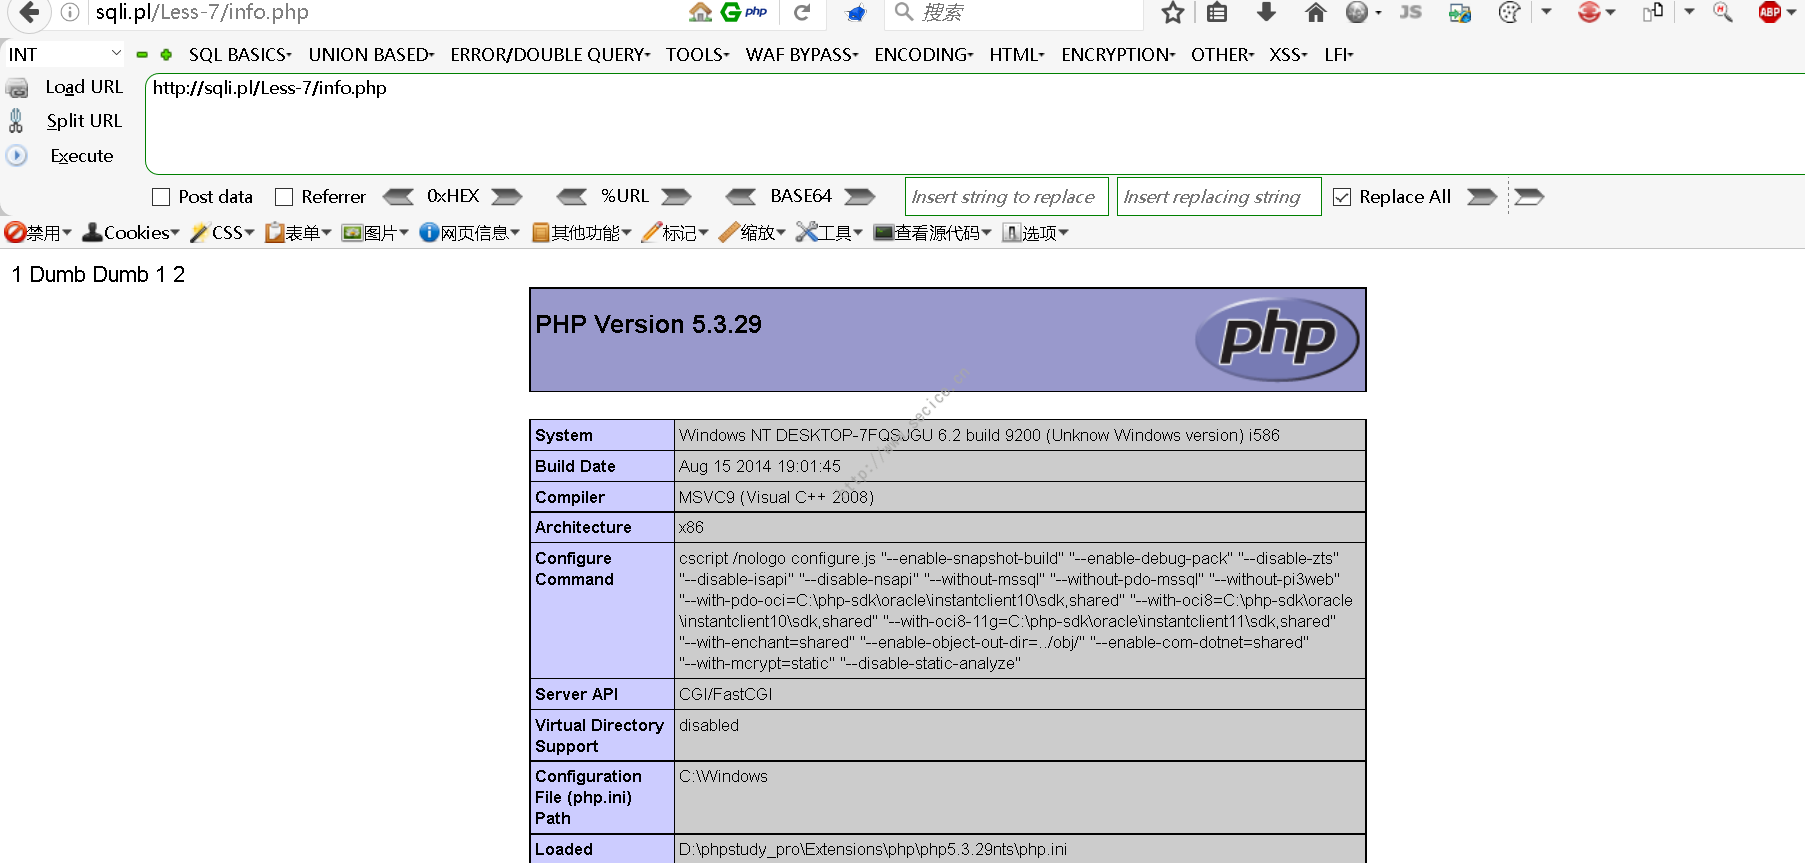 sqli.pl/Less-7/info.php php 搜索 JS ABP
INT SQL BASICS UNION BASED ERROR/DOUBLE QUERY TOOLS WAF BYPASS ENCODING HTML ENCRYPTION OTHER XSS LFI
Load URL http://sqli.pl/Less-7/info.php
Split URL
Execute
Post data Referrer 0xHEX %URL BASE64 Insert string to replace Insert replacing string Replace All
禁用 Cookies CSS 表单 图片 网页信息 其他功能 标记 缩放 工具 查看源代码 选项
1 Dumb Dumb 1 2
PHP Version 5.3.29 php
System Windows NT DESKTOP-7FQSJGU 6.2 build 9200 (Unknow Windows version) i586
Build Date Aug 15 2014 19:01:45
Compiler MSVC9 (Visual C++ 2008)
Architecture x86
Configure Command cscript /nologo configure.js "--enable-snapshot-build" "--enable-debug-pack" "--disable-zts"
"--disable-isapi" "--disable-nsapi" "--without-mssql" "--without-pdo-mssql" "--without-pi3web"
"--with-pdo-oci=C:\php-sdk\oracle\instantclient10\sdk,shared" "--with-oci8=C:\php-sdk\oracle
\instantclient10\sdk,shared" "--with-oci8-11g=C:\php-sdk\oracle\instantclient11\sdk,shared"
"--with-enchant=shared" "--enable-object-out-dir=../obj/" "--enable-com-dotnet=shared"
"--with-mcrypt=static" "--disable-static-analyze"
Server API CGI/FastCGI
Virtual Directory Support disabled
Configuration File (php.ini) Path C:\Windows
Loaded D:\phpstudy_pro\Extensions\php\php5.3.29nts\php.ini